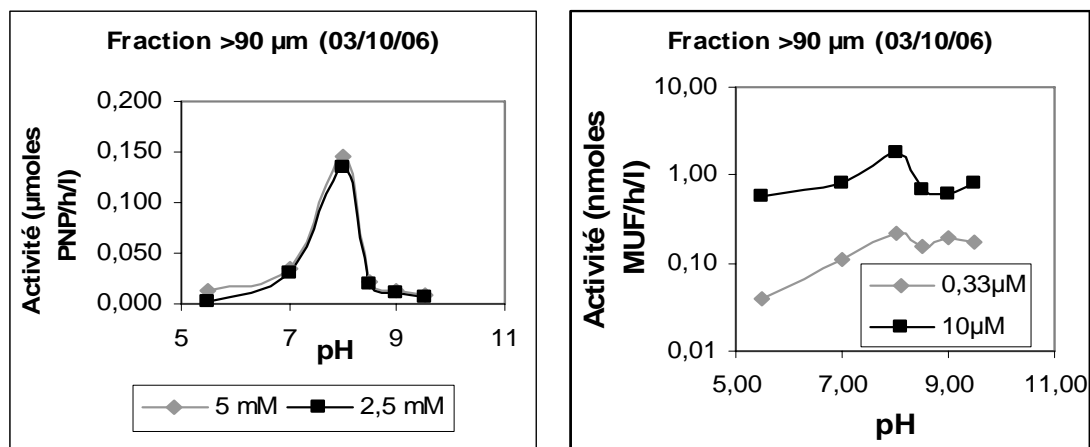 Fraction >90 µm (03/10/06)
Activité (µmoles
PNP/h/l)
0,200
0,150
0,100
0,050
0,000
5 7 9 11
pH
5 mM 2,5 mM
Fraction >90 µm (03/10/06)
Activité (nmoles
MUF/h/l)
10,00
1,00
0,10
0,01
0,33µM
10µM
5,00 7,00 9,00 11,00
pH